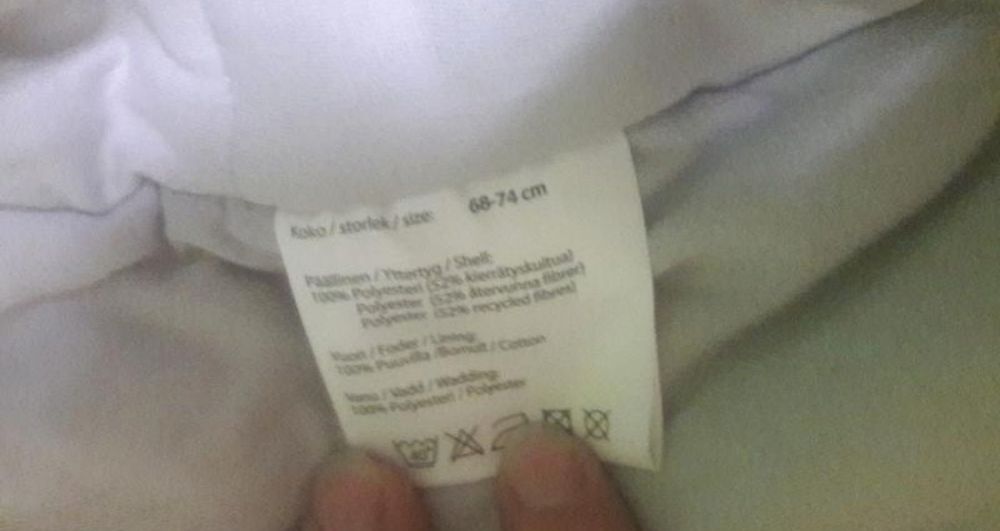 Koko / storlek / size: 68-74 cm
Päällinen / Yttertyg / Shell:
100% Polyesteri (52% kierrätyskuitua)
Polyester (52% återvunna fibrer)
Polyester (52% recycled fibres)
Vuori / Foder / Lining:
100% Puuvilla /Bomull / Cotton
Vanu / Vadd / Wadding:
100% Polyesteri / Polyester
40